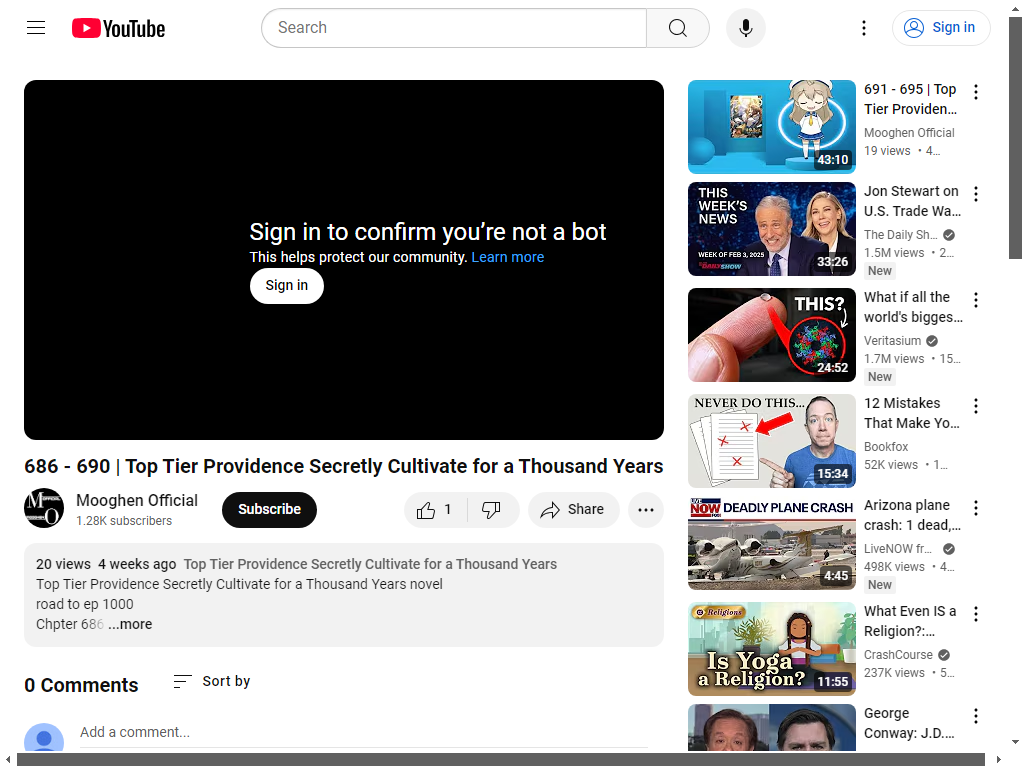 YouTube
Search
Sign in
Sign in to confirm you're not a bot
This helps protect our community. Learn more
Sign in
686 - 690 | Top Tier Providence Secretly Cultivate for a Thousand Years
Mooghen Official
1.28K subscribers
Subscribe
1
Share
20 views 4 weeks ago Top Tier Providence Secretly Cultivate for a Thousand Years
Top Tier Providence Secretly Cultivate for a Thousand Years novel
road to ep 1000
Chpter 686 ...more
0 Comments
Sort by
Add a comment...
43:10
691 - 695 | Top
Tier Providen...
Mooghen Official
19 views • 4...
THIS
WEEK'S
NEWS
WEEK OF FEB 3, 2025
THE DAILY SHOW
33:26
Jon Stewart on
U.S. Trade Wa...
The Daily Sh...
1.5M views • 2...
New
THIS?
24:52
What if all the
world's bigges...
Veritasium
1.7M views • 15...
New
NEVER DO THIS...
15:34
12 Mistakes
That Make Yo...
Bookfox
52K views • 1...
LIVE NOW FOX
DEADLY PLANE CRASH
4:45
Arizona plane
crash: 1 dead,...
LiveNOW fr...
498K views • 4...
New
Religions
Is Yoga
a Religion?
11:55
What Even IS a
Religion?:...
CrashCourse
237K views • 5...
George
Conway: J.D....